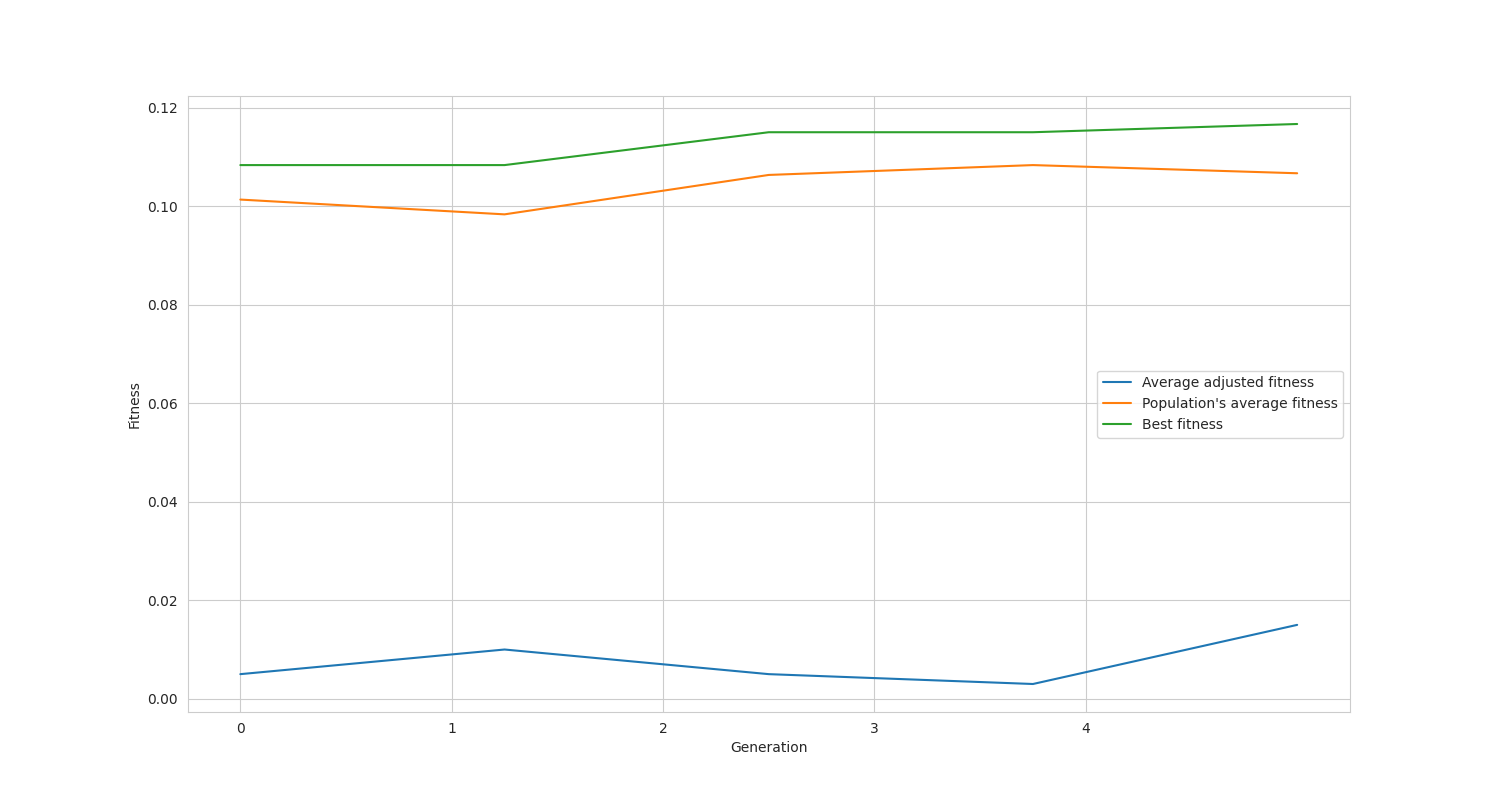 0.12
0.10
0.08
0.06
0.04
0.02
0.00
Fitness
Average adjusted fitness
Population's average fitness
Best fitness
0 1 2 3 4
Generation